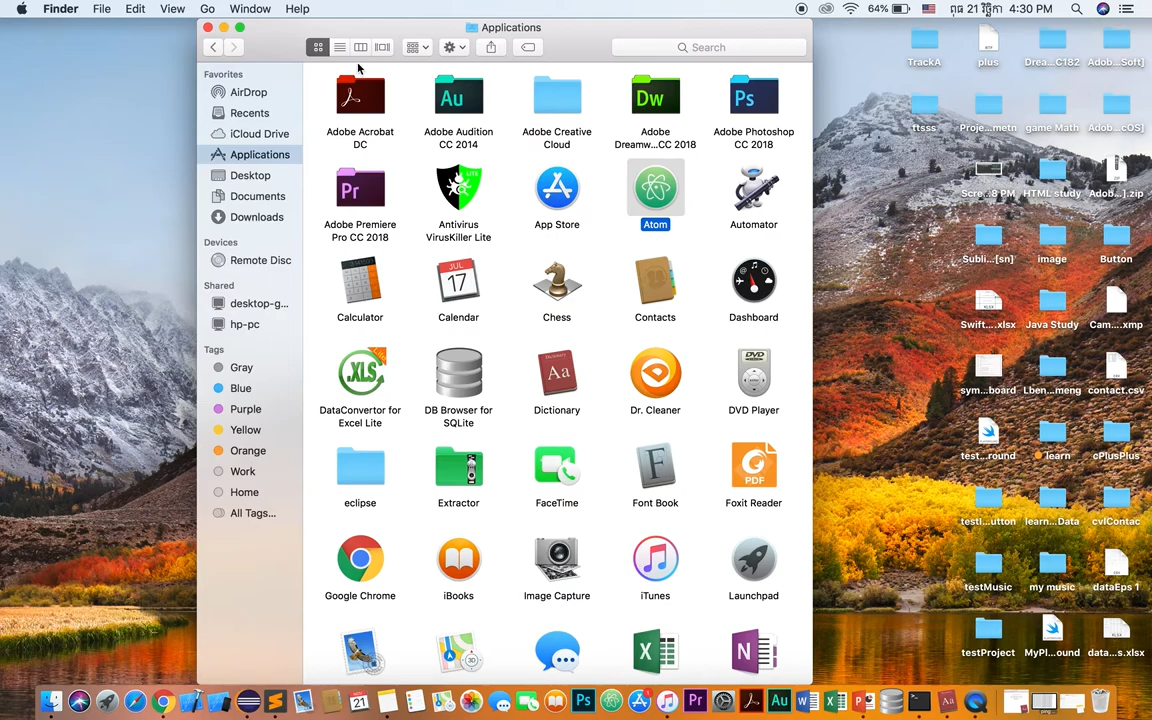 Finder File Edit View Go Window Help
64% 4:30 PM
Applications
Search
Favorites
AirDrop
Recents
iCloud Drive
Applications
Desktop
Documents
Downloads
Devices
Remote Disc
Shared
desktop-g...
hp-pc
Tags
Gray
Blue
Purple
Yellow
Orange
Work
Home
All Tags...
Adobe Acrobat DC
Adobe Audition CC 2014
Adobe Creative Cloud
Adobe Dreamw...CC 2018
Adobe Photoshop CC 2018
Adobe Premiere Pro CC 2018
Antivirus VirusKiller Lite
App Store
Atom
Automator
Calculator
Calendar
Chess
Contacts
Dashboard
DataConvertor for Excel Lite
DB Browser for SQLite
Dictionary
Dr. Cleaner
DVD Player
eclipse
Extractor
FaceTime
Font Book
Foxit Reader
Google Chrome
iBooks
Image Capture
iTunes
Launchpad
TrackA
plus
Drea...C182
Adob...Soft]
ttsss
Proje...metn
game Math
Adob...cOS]
Scre...8 PM
HTML study
Adob...].zip
Subli...[sn]
image
Button
Swift....xlsx
Java Study
Cam....xmp
sym...board
Lben...meng
contact.csv
test...round
learn
cPlusPlus
testI...utton
learn...Data
cvlContac
testMusic
my music
dataEps 1
testProject
MyPl...ound
data...s.xlsx